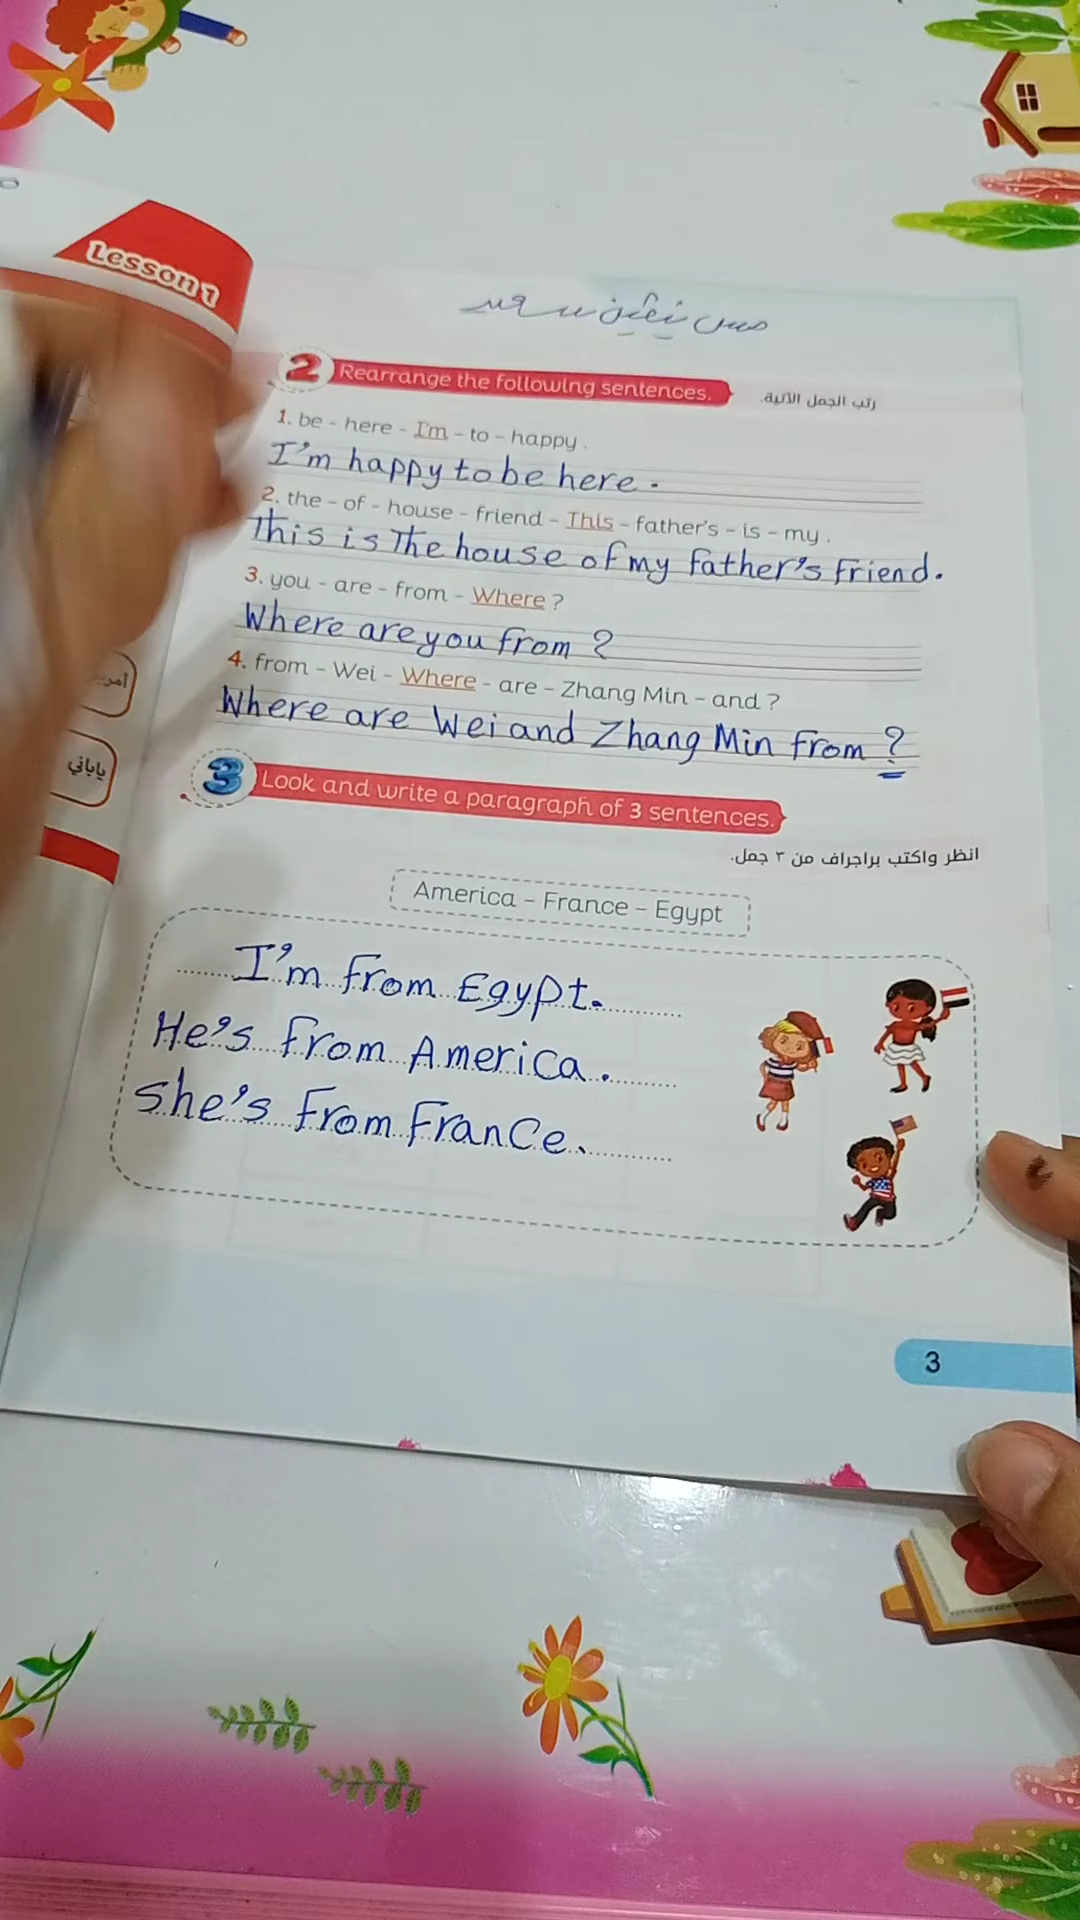 Lesson 1
2 Rearrange the following sentences.
رتب الجمل الآتية.
1. be - here - I'm - to - happy .
I'm happy to be here .
2. the - of - house - friend - This - father's - is - my .
This is The house of my father's friend.
3. you - are - from - Where ?
Where are you from ?
4. from - Wei - Where - are - Zhang Min - and ?
Where are Wei and Zhang Min from ?
ياباني
3 Look and write a paragraph of 3 sentences.
انظر واكتب براجراف من ٣ جمل.
America - France - Egypt
I'm from Egypt.
He's from America.
She's from France.
3